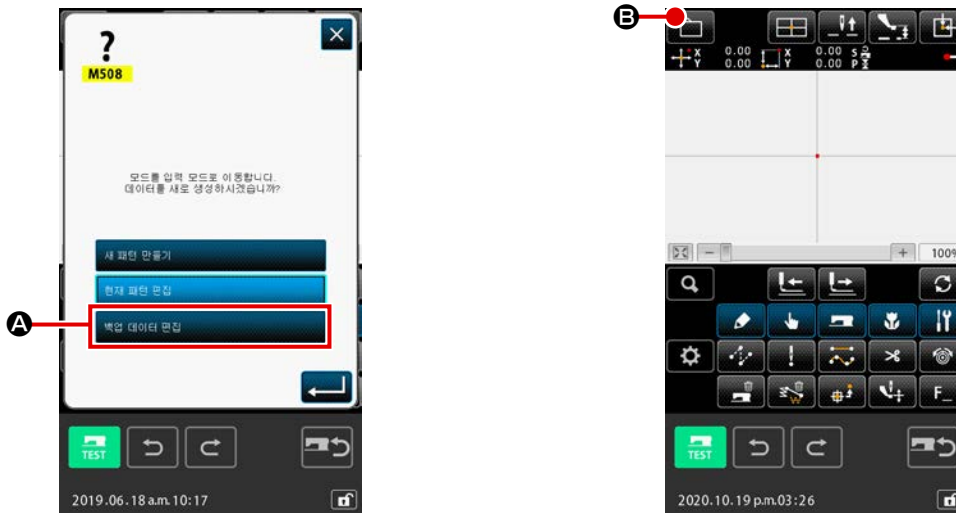 ?
M508
모드를 입력 모드로 이동합니다.
데이터를 새로 생성하시겠습니까?
새 패턴 만들기
현재 패턴 편집
백업 데이터 편집
A
TEST
2019.06.18 a.m.10:17
B
X 0.00 X 0.00 S
Y 0.00 Y 0.00 P
100%
F_
TEST
2020.10.19 p.m.03:26